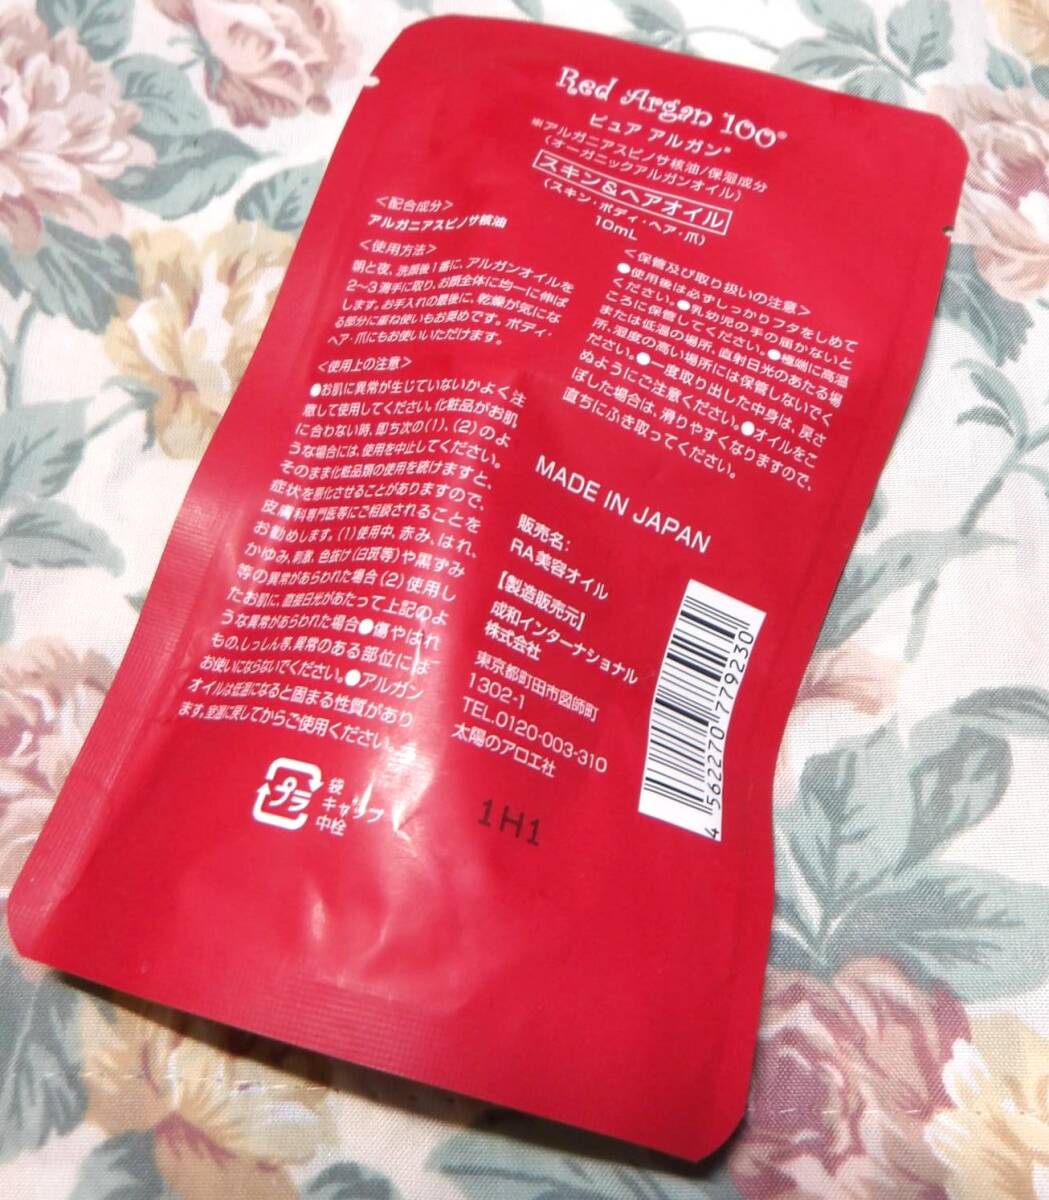 Red Argan 100®
ピュア アルガン*
*アルガニアスピノサ核油/保湿成分
(オーガニックアルガンオイル)
スキン&ヘアオイル
(スキン・ボディ・ヘア・爪)
10mL
<配合成分>
アルガニアスピノサ核油
<使用方法>
朝と夜、洗顔後1番に、アルガンオイルを
2~3滴手に取り、お顔全体に均一に伸ば
します。お手入れの最後に、乾燥が気にな
る部分に重ね使いもお奨めです。ボディ・
ヘア・爪にもお使いいただけます。
<使用上の注意>
●お肌に異常が生じていないかよく注
意して使用してください。化粧品がお肌
に合わない時、即ち次の(1)、(2)のよ
うな場合には、使用を中止してください。
そのまま化粧品類の使用を続けますと、
症状を悪化させることがありますので、
皮膚科専門医等にご相談されることを
お勧めします。(1)使用中、赤み、はれ、
かゆみ、刺激、色抜け(白斑等)や黒ずみ
等の異常があらわれた場合(2)使用し
たお肌に、直接日光があたって上記のよ
うな異常があらわれた場合●傷やはれ
もの、しっしん等、異常のある部位には
お使いにならないでください。●アルガン
オイルは低温になると固まる性質があり
ます。室温に戻してからご使用ください。
<保管及び取り扱いの注意>
●使用後は必ずしっかりフタをしめて
ください。●乳幼児の手の届かないと
ころに保管してください。●極端に高温
または低温の場所、直射日光のあたる場
所、湿度の高い場所には保管しないでく
ださい。●一度取り出した中身は、戻さ
ぬようにご注意ください。●オイルをこ
ぼした場合は、滑りやすくなりますので、
直ちにふき取ってください。
MADE IN JAPAN
販売名:
RA美容オイル
【製造販売元】
成和インターナショナル
株式会社
東京都町田市図師町
1302-1
TEL.0120-003-310
太陽のアロエ社
4 562270 779230
プラ
袋
キャップ
中栓
1H1